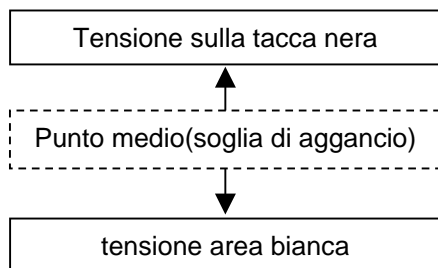 Tensione sulla tacca nera
Punto medio(soglia di aggancio)
tensione area bianca